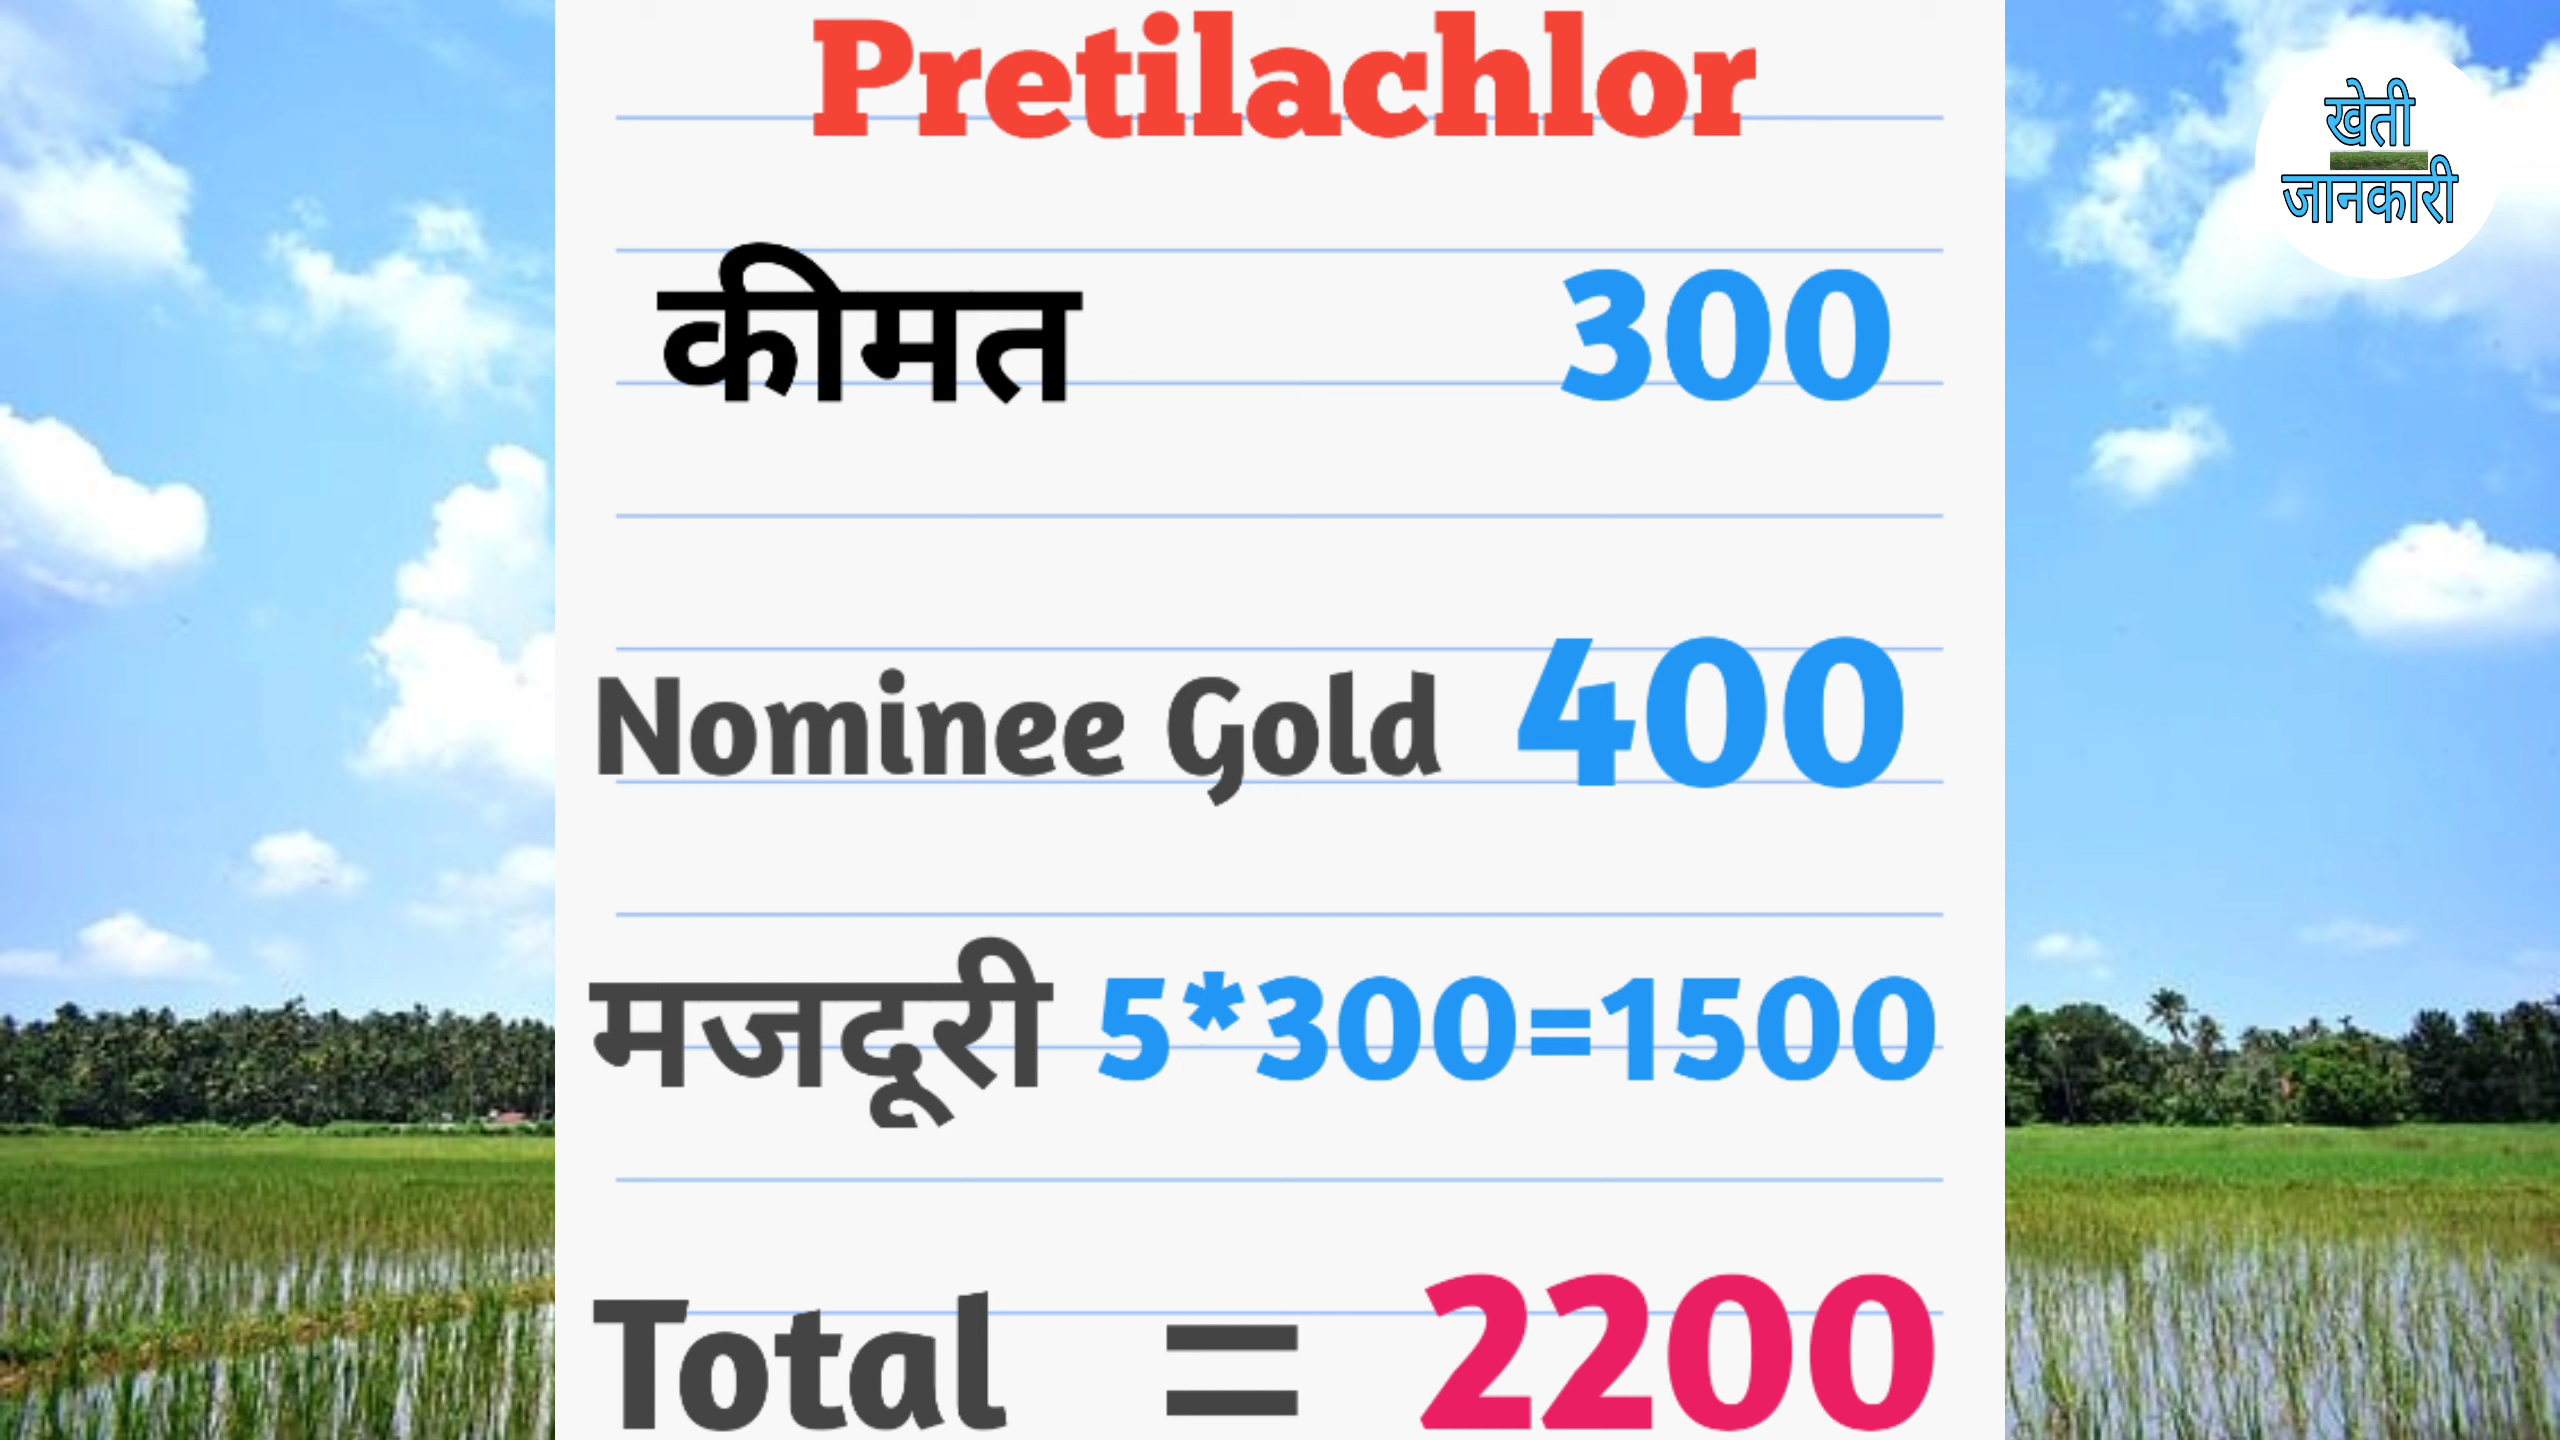 Pretilachlor
खेती
जानकारी
कीमत 300
Nominee Gold 400
मजदूरी 5*300=1500
Total = 2200